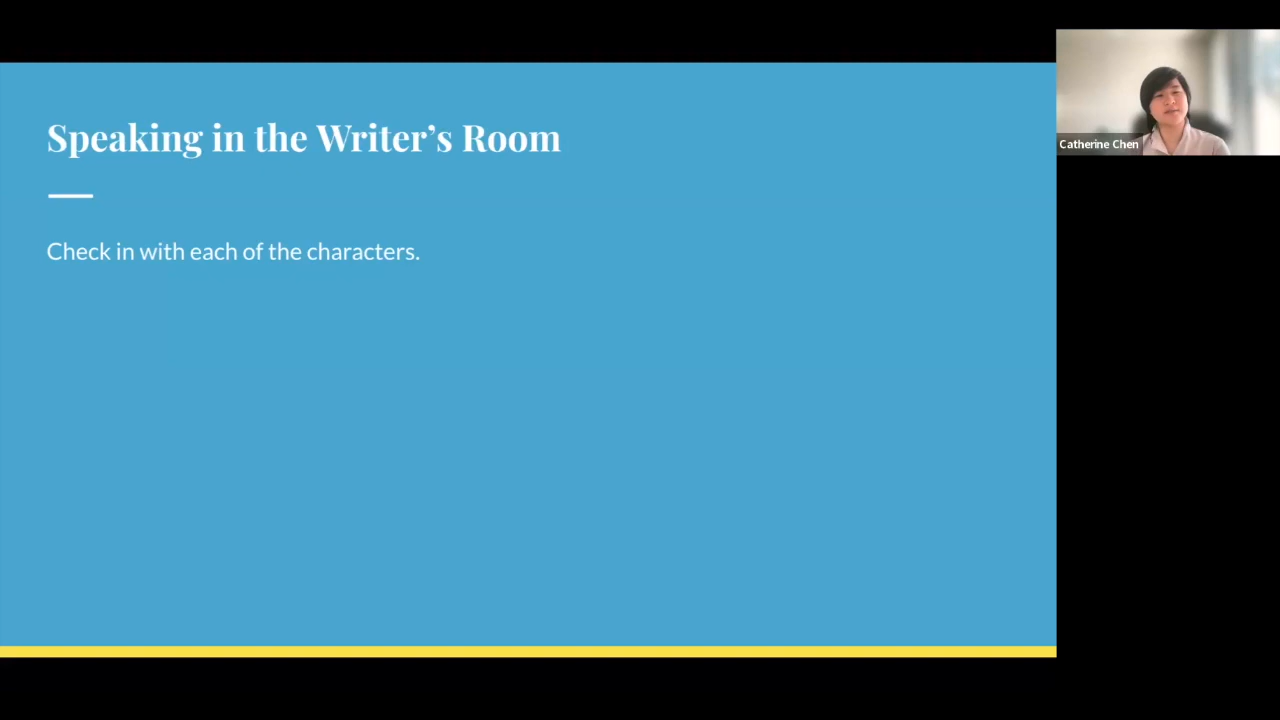 Speaking in the Writer’s Room
Check in with each of the characters.
Catherine Chen